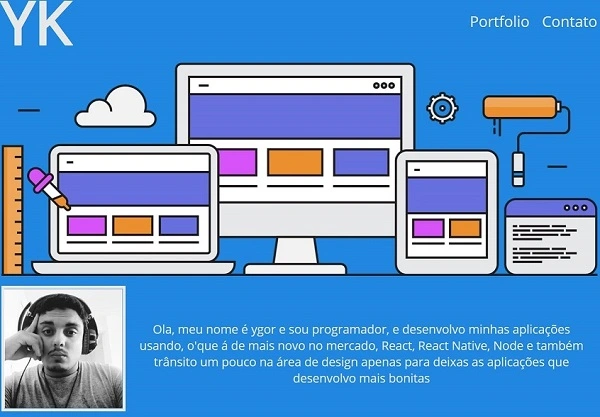 YK
Portfolio Contato
Ola, meu nome é ygor e sou programador, e desenvolvo minhas aplicações
usando, o'que á de mais novo no mercado, React, React Native, Node e também
trânsito um pouco na área de design apenas para deixas as aplicações que
desenvolvo mais bonitas